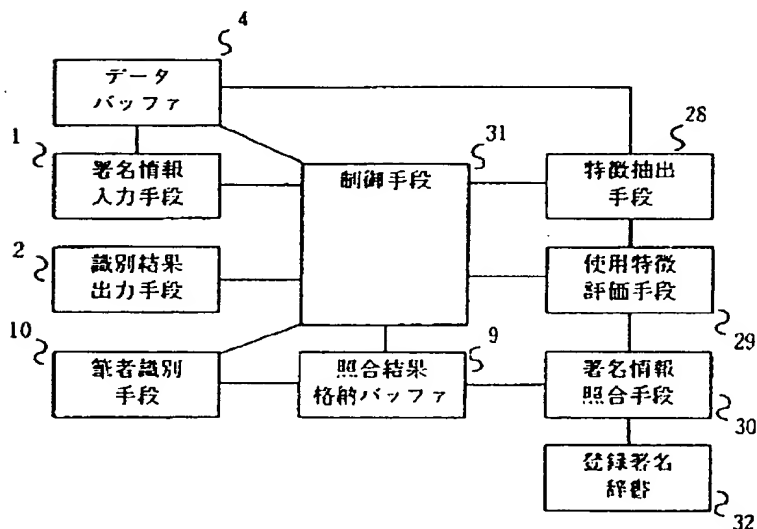 4
データ
バッファ
1
署名情報
入力手段
31
制御手段
28
特徴抽出
手段
2
識別結果
出力手段
使用特徴
評価手段
29
10
筆者識別
手段
9
照合結果
格納バッファ
署名情報
照合手段
30
登録署名
辞書
32